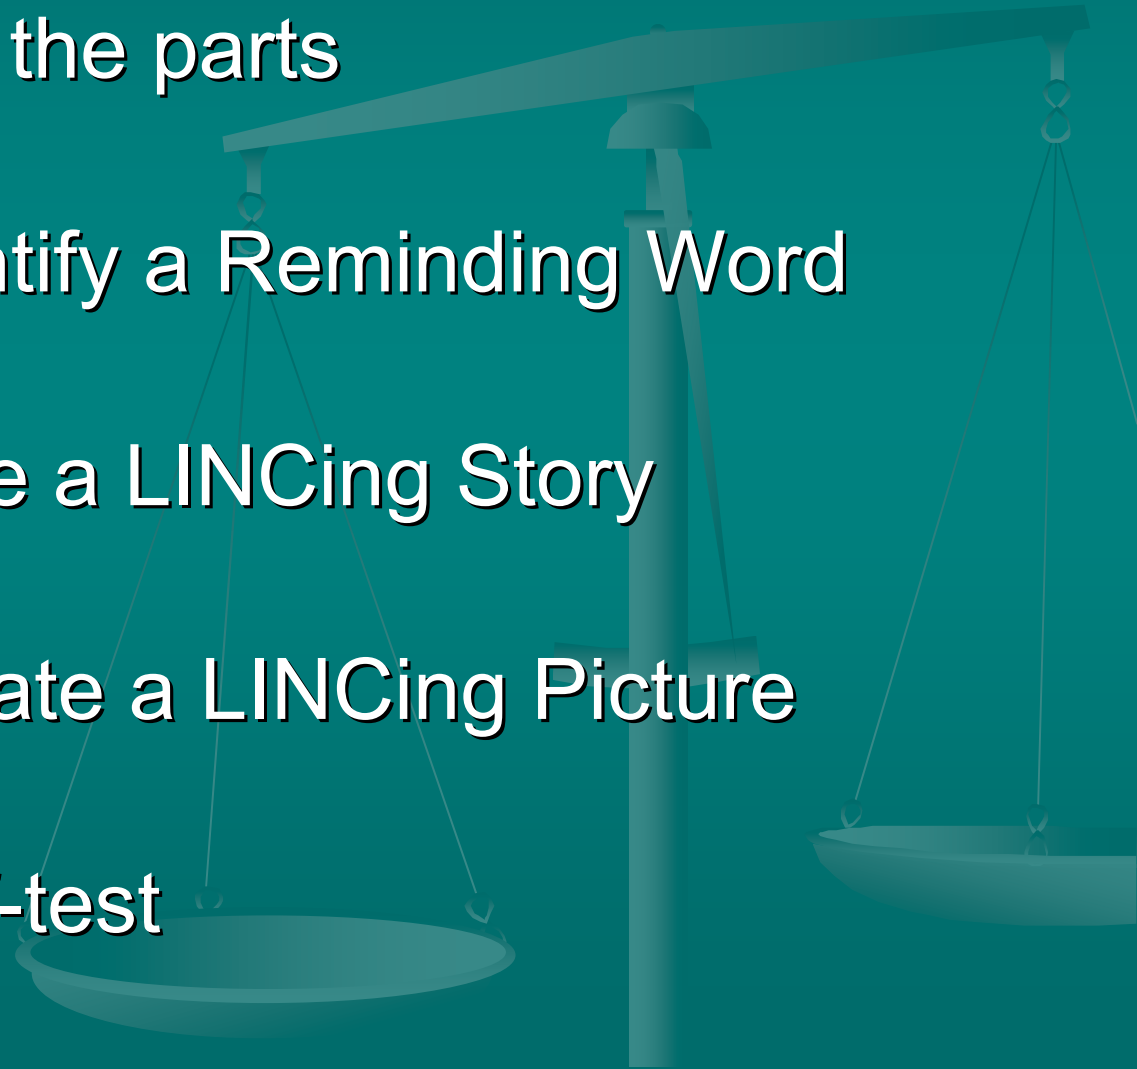 the parts
ntify a Reminding Word
e a LINCing Story
ate a LINCing Picture
-test